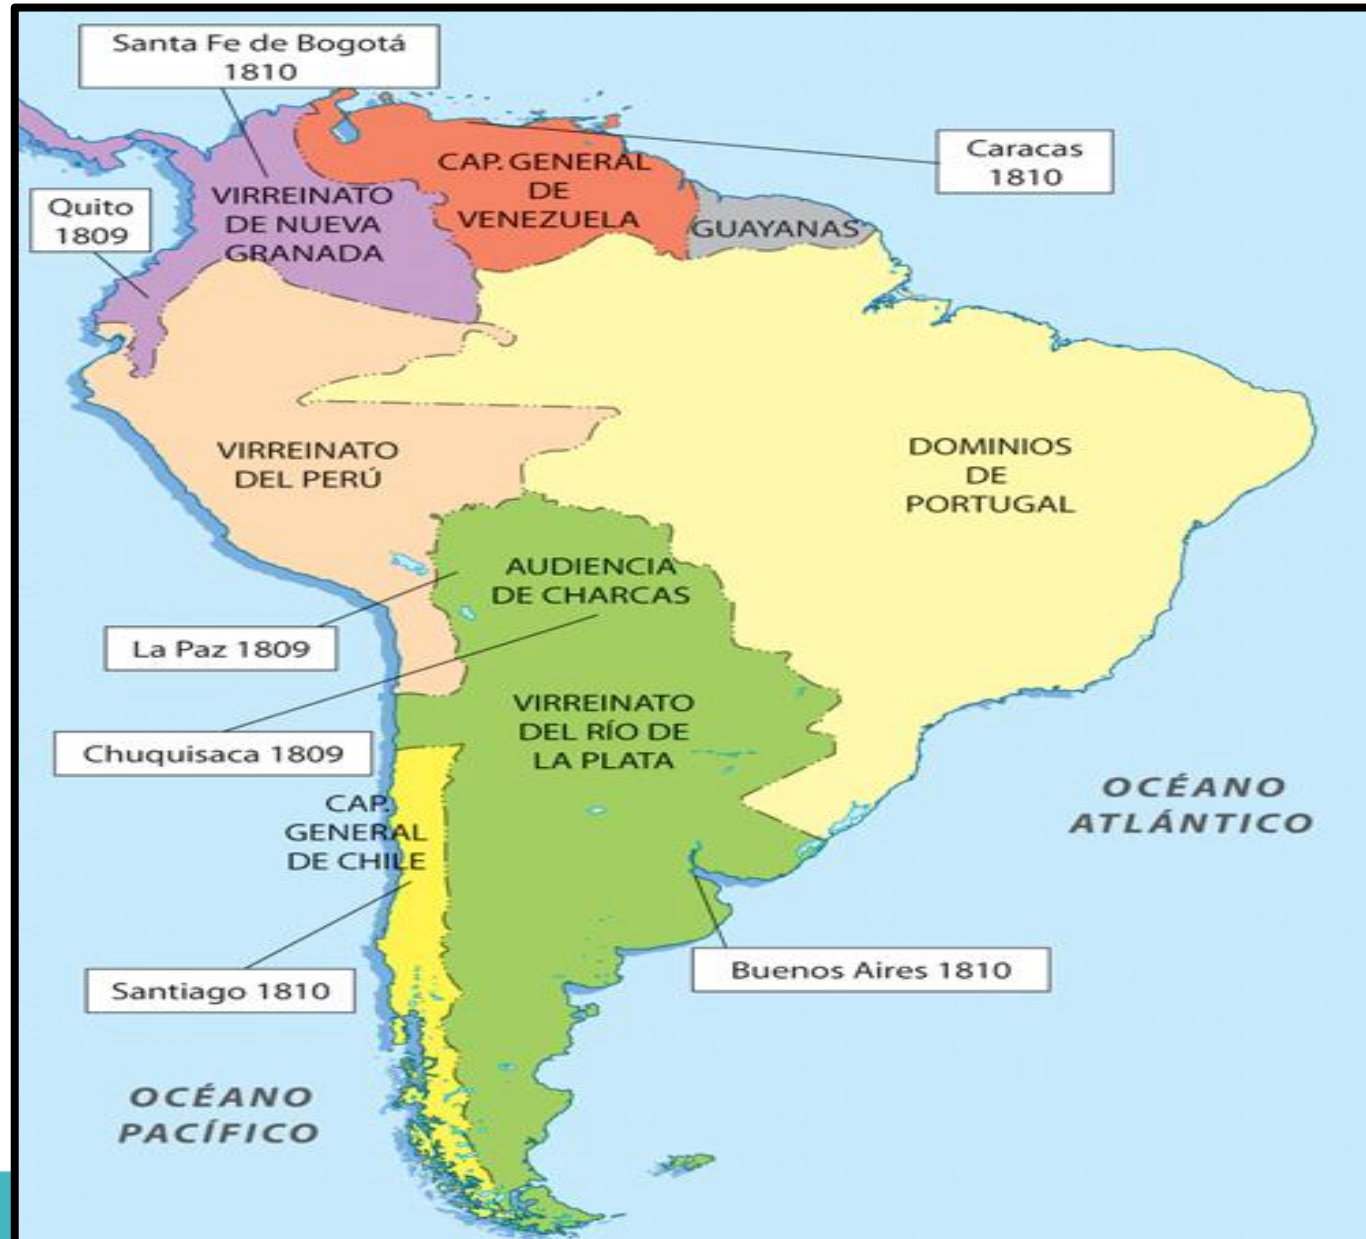 Santa Fe de Bogotá
1810
Caracas
1810
CAP. GENERAL
DE
VENEZUELA
Quito
1809
VIRREINATO
DE NUEVA
GRANADA
GUAYANAS
VIRREINATO
DEL PERÚ
DOMINIOS
DE
PORTUGAL
AUDIENCIA
DE CHARCAS
La Paz 1809
VIRREINATO
DEL RÍO DE
LA PLATA
Chuquisaca 1809
CAP.
GENERAL
DE CHILE
OCÉANO
ATLÁNTICO
Santiago 1810
Buenos Aires 1810
OCÉANO
PACÍFICO